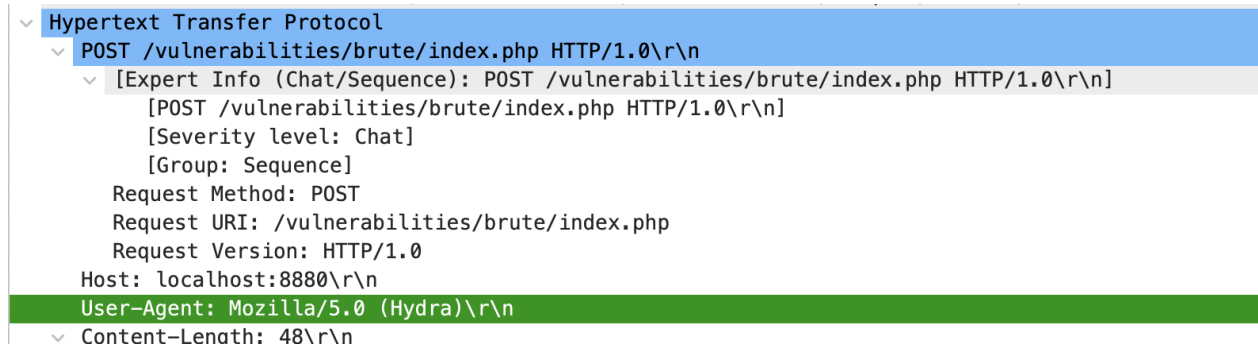 Hypertext Transfer Protocol
POST /vulnerabilities/brute/index.php HTTP/1.0\r\n
[Expert Info (Chat/Sequence): POST /vulnerabilities/brute/index.php HTTP/1.0\r\n]
[POST /vulnerabilities/brute/index.php HTTP/1.0\r\n]
[Severity level: Chat]
[Group: Sequence]
Request Method: POST
Request URI: /vulnerabilities/brute/index.php
Request Version: HTTP/1.0
Host: localhost:8880\r\n
User-Agent: Mozilla/5.0 (Hydra)\r\n
Content-Length: 48\r\n